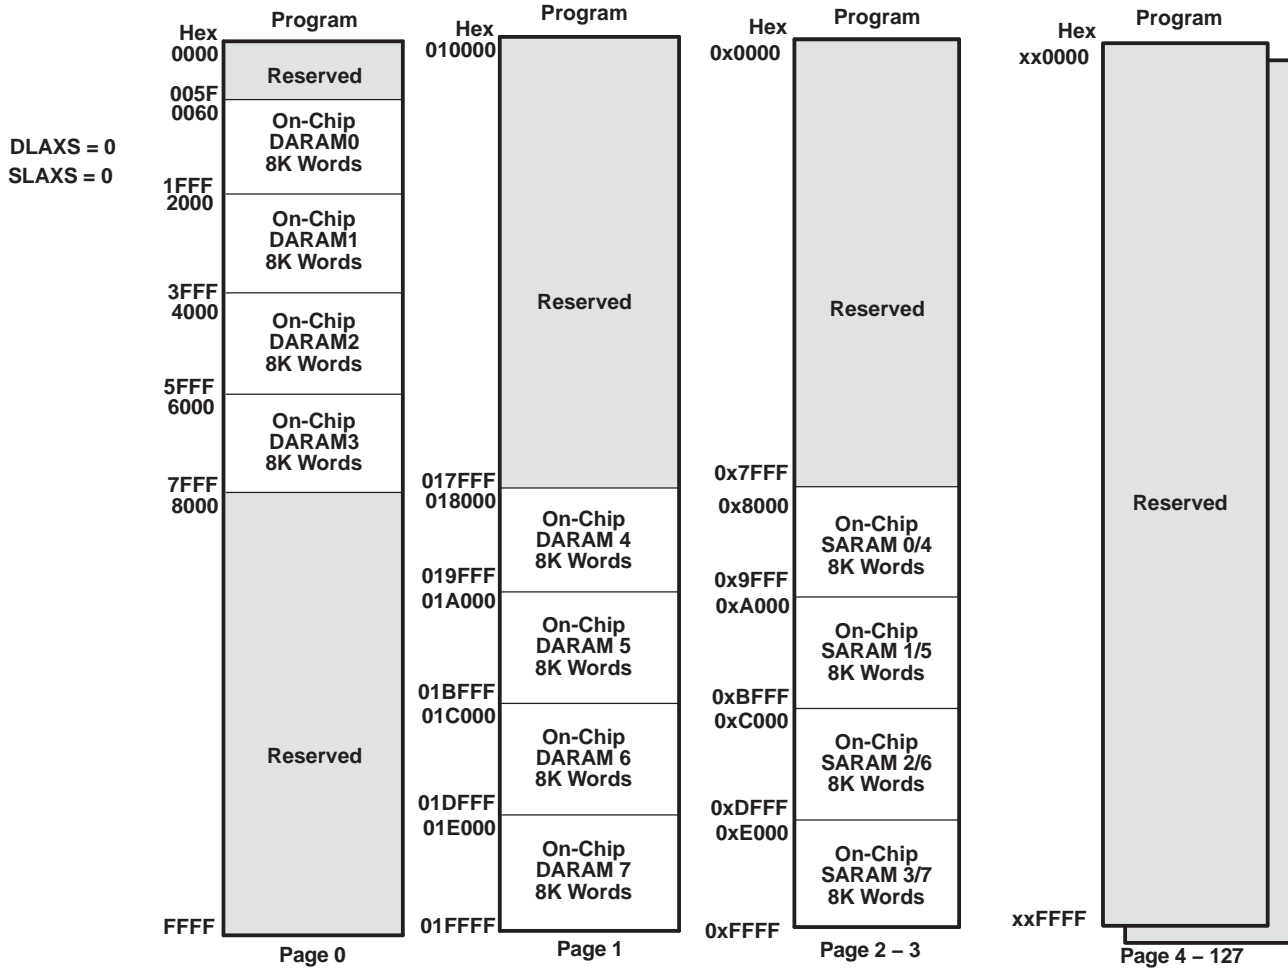 DLAXS = 0
SLAXS = 0
Program
Hex
0000
Reserved
005F
0060
On-Chip
DARAM0
8K Words
1FFF
2000
On-Chip
DARAM1
8K Words
3FFF
4000
On-Chip
DARAM2
8K Words
5FFF
6000
On-Chip
DARAM3
8K Words
7FFF
8000
Reserved
FFFF
Page 0
Program
Hex
010000
Reserved
017FFF
018000
On-Chip
DARAM 4
8K Words
019FFF
01A000
On-Chip
DARAM 5
8K Words
01BFFF
01C000
On-Chip
DARAM 6
8K Words
01DFFF
01E000
On-Chip
DARAM 7
8K Words
01FFFF
Page 1
Program
Hex
0x0000
Reserved
0x7FFF
0x8000
On-Chip
SARAM 0/4
8K Words
0x9FFF
0xA000
On-Chip
SARAM 1/5
8K Words
0xBFFF
0xC000
On-Chip
SARAM 2/6
8K Words
0xDFFF
0xE000
On-Chip
SARAM 3/7
8K Words
0xFFFF
Page 2 – 3
Program
Hex
xx0000
Reserved
xxFFFF
Page 4 – 127